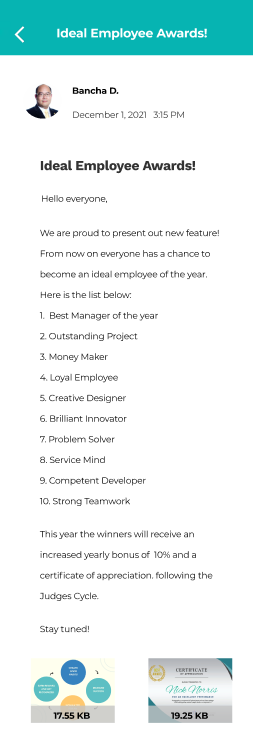 Ideal Employee Awards!
Bancha D.
December 1, 2021 3:15 PM
Ideal Employee Awards!
Hello everyone,
We are proud to present out new feature!
From now on everyone has a chance to
become an ideal employee of the year.
Here is the list below:
1. Best Manager of the year
2. Outstanding Project
3. Money Maker
4. Loyal Employee
5. Creative Designer
6. Brilliant Innovator
7. Problem Solver
8. Service Mind
9. Competent Developer
10. Strong Teamwork
This year the winners will receive an
increased yearly bonus of 10% and a
certificate of appreciation. following the
Judges Cycle.
Stay tuned!
17.55 KB
CERTIFICATE
OF APPRECIATION
Nick Norris
19.25 KB